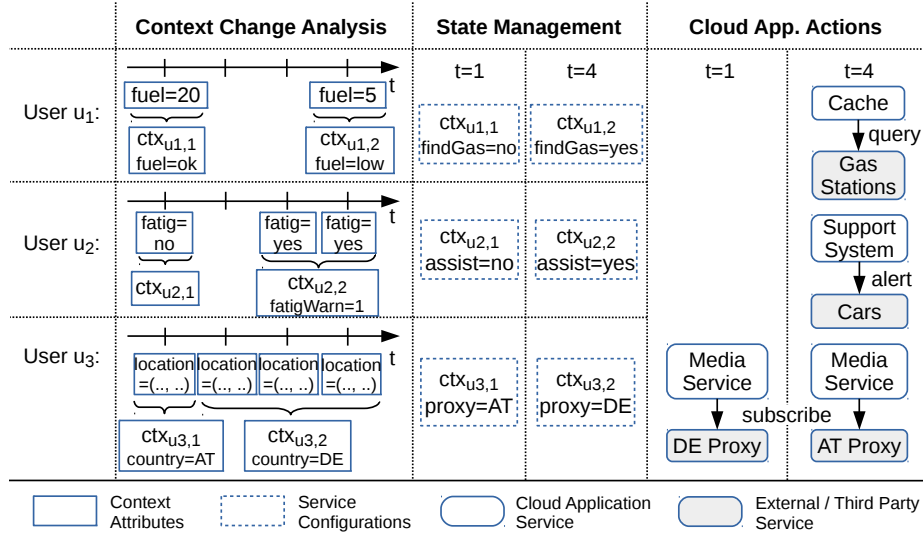 Context Change Analysis
State Management
Cloud App. Actions
User u1:
t
fuel=20
fuel=5
ctxu1,1
fuel=ok
ctxu1,2
fuel=low
t=1
t=4
ctxu1,1
findGas=no
ctxu1,2
findGas=yes
t=1
t=4
Cache
query
Gas
Stations
User u2:
t
fatig=
no
fatig=
yes
fatig=
yes
ctxu2,1
ctxu2,2
fatigWarn=1
ctxu2,1
assist=no
ctxu2,2
assist=yes
Support
System
alert
Cars
User u3:
t
location
=(.., ..)
location
=(.., ..)
location
=(.., ..)
location
=(.., ..)
ctxu3,1
country=AT
ctxu3,2
country=DE
ctxu3,1
proxy=AT
ctxu3,2
proxy=DE
Media
Service
Media
Service
subscribe
DE Proxy
AT Proxy
Context
Attributes
Service
Configurations
Cloud Application
Service
External / Third Party
Service